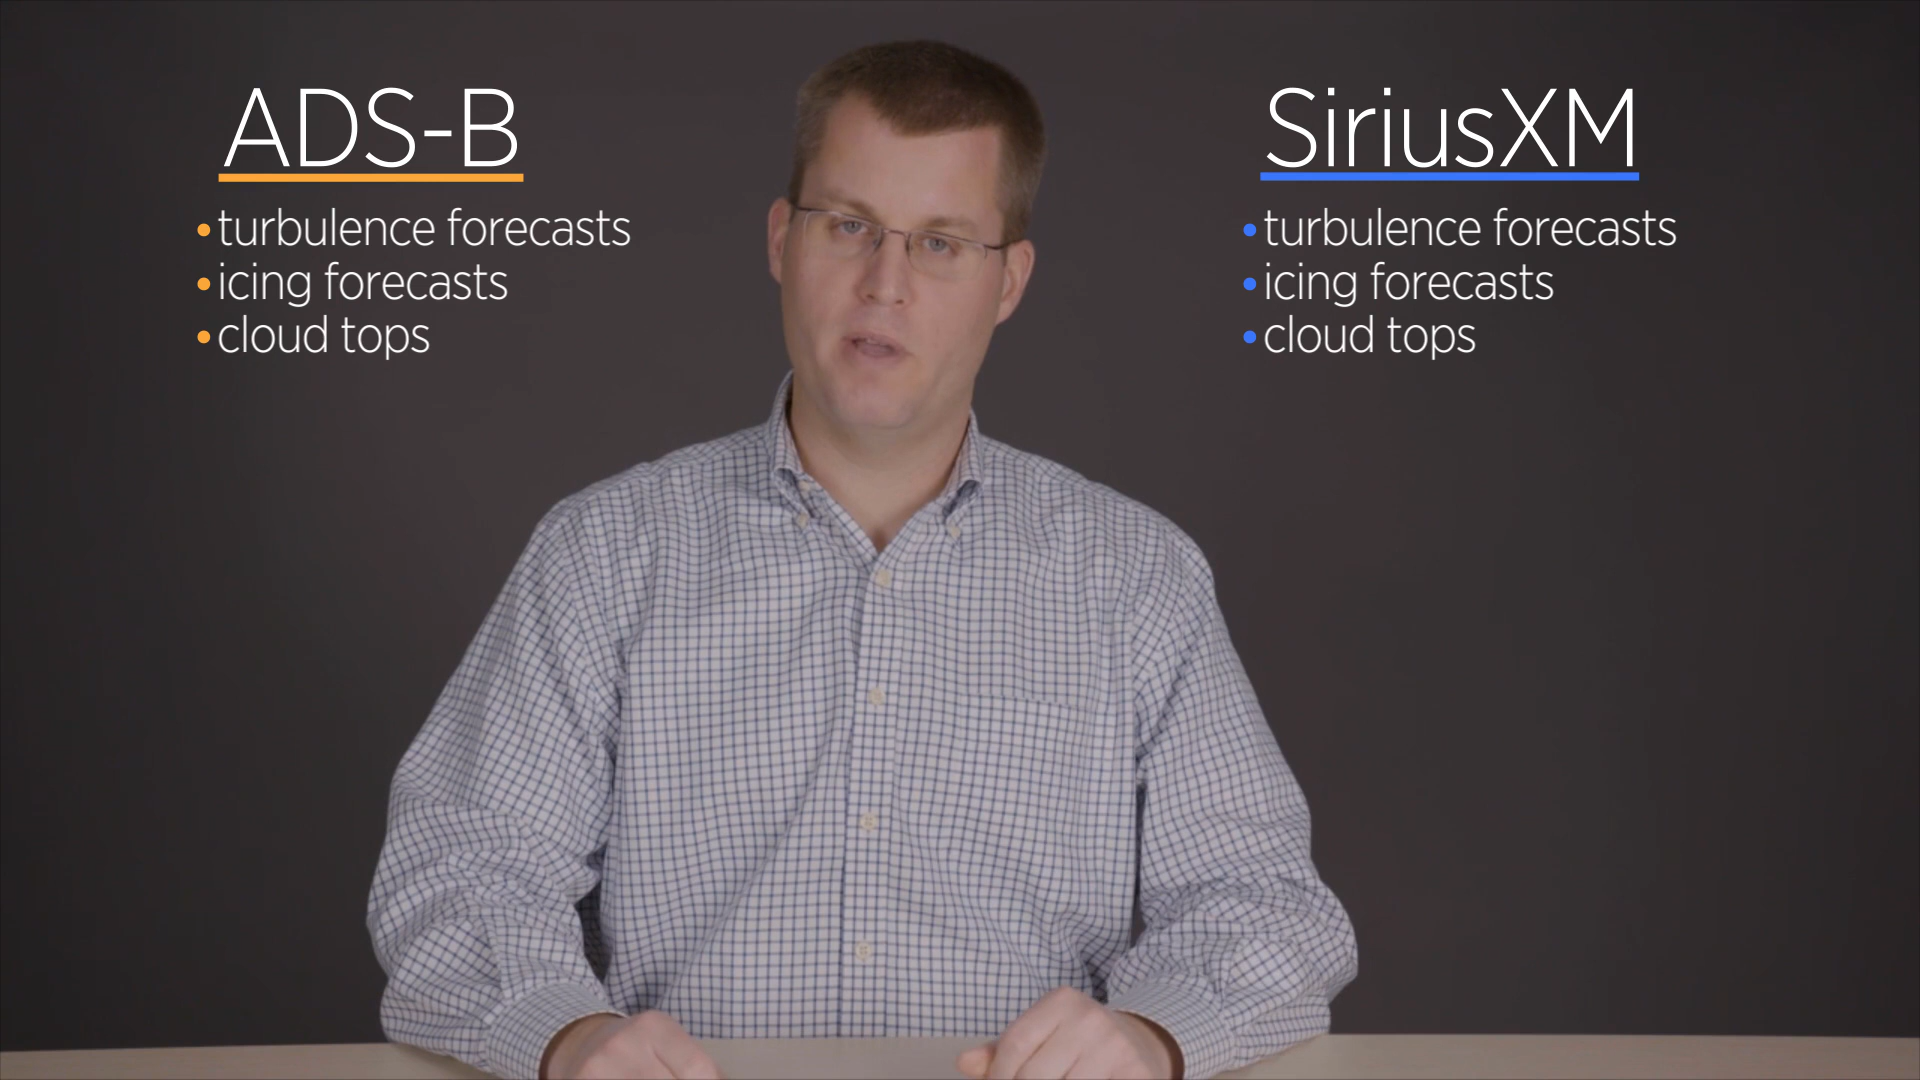 ADS-B
• turbulence forecasts
• icing forecasts
• cloud tops
SiriusXM
• turbulence forecasts
• icing forecasts
• cloud tops